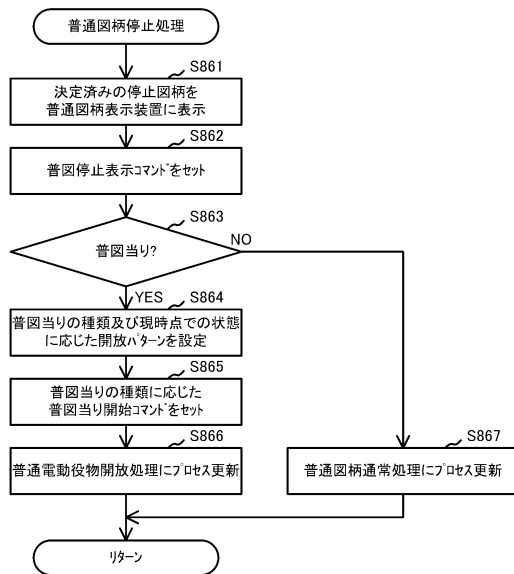 普通図柄停止処理
S861
決定済みの停止図柄を
普通図柄表示装置に表示
S862
普図停止表示ｺﾏﾝﾄﾞをセット
S863
普図当り?
NO
YES
S864
普図当りの種類及び現時点での状態
に応じた開放ﾊﾟﾀｰﾝを設定
S865
普図当りの種類に応じた
普図当り開始コマンドをセット
S866
普通電動役物開放処理にﾌﾟﾛｾｽ更新
S867
普通図柄通常処理にﾌﾟﾛｾｽ更新
ﾘﾀｰﾝ